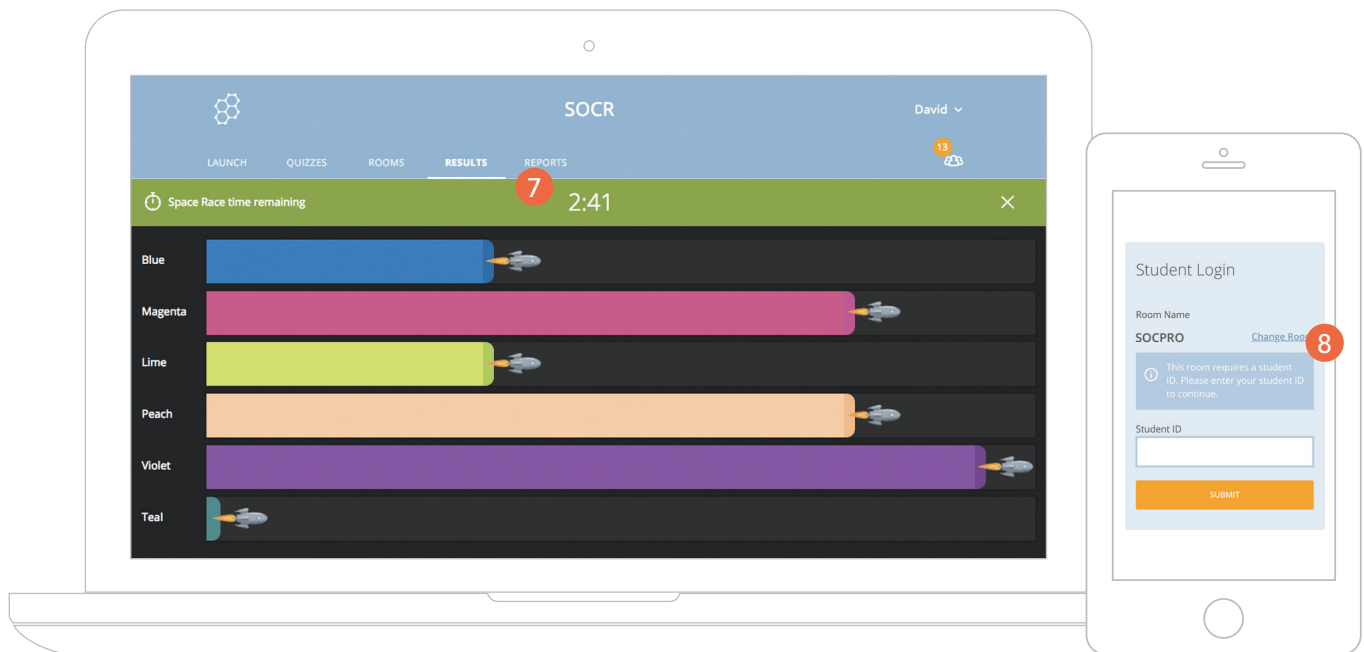 SOCR
David
13
LAUNCH QUIZZES ROOMS RESULTS REPORTS
7
Space Race time remaining 2:41
Blue
Magenta
Lime
Peach
Violet
Teal
Student Login
Room Name
SOCPRO Change Roo
8
This room requires a student
ID. Please enter your student ID
to continue.
Student ID
SUBMIT